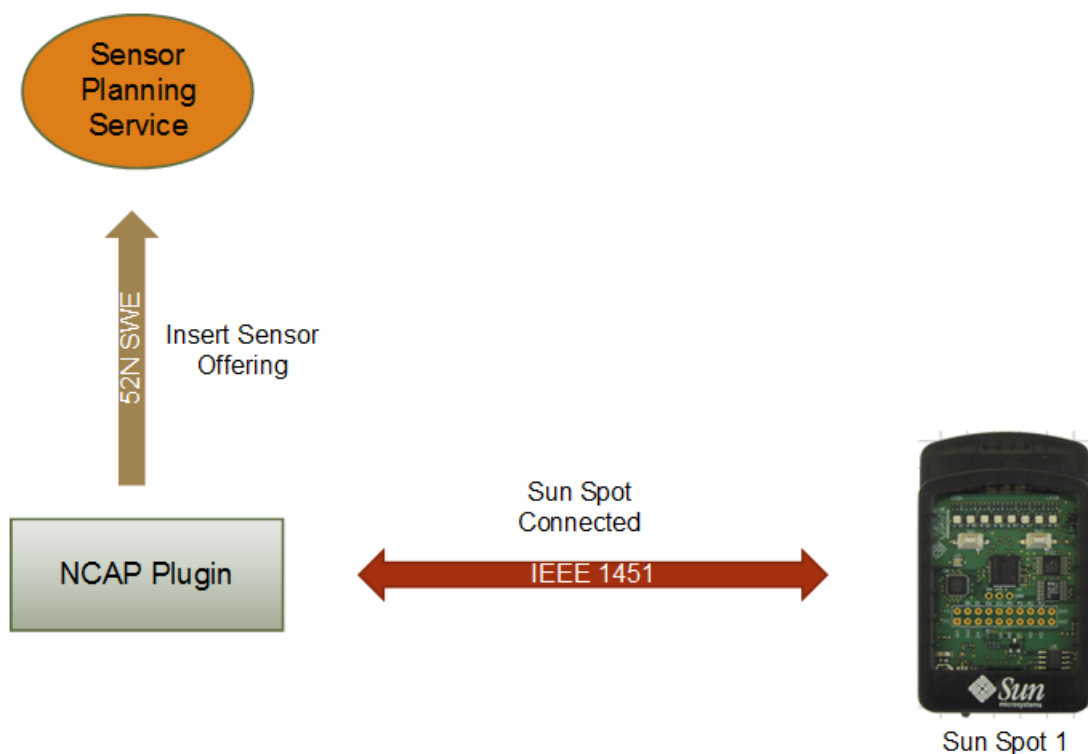 Sensor
Planning
Service
52N SWE
Insert Sensor
Offering
NCAP Plugin
Sun Spot
Connected
IEEE 1451
Sun
microsystems
Sun Spot 1